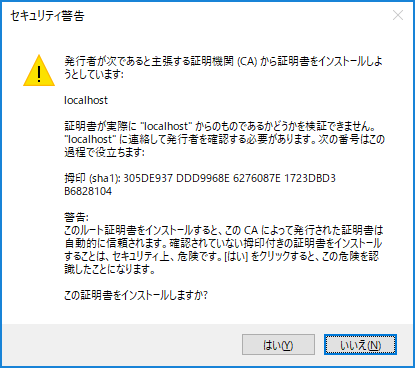 セキュリティ警告
発行者が次であると主張する証明機関 (CA) から証明書をインストールしよ
うとしています:
localhost
証明書が実際に "localhost" からのものであるかどうかを検証できません。
"localhost" に連絡して発行者を確認する必要があります。次の番号はこの
過程で役立ちます:
拇印 (sha1): 305DE937 DDD9968E 6276087E 1723DBD3
B6828104
警告:
このルート証明書をインストールすると、この CA によって発行された証明書は
自動的に信頼されます。確認されていない拇印付きの証明書をインストール
することは、セキュリティ上、危険です。[はい] をクリックすると、この危険を認
識したことになります。
この証明書をインストールしますか?
はい(Y)
いいえ(N)